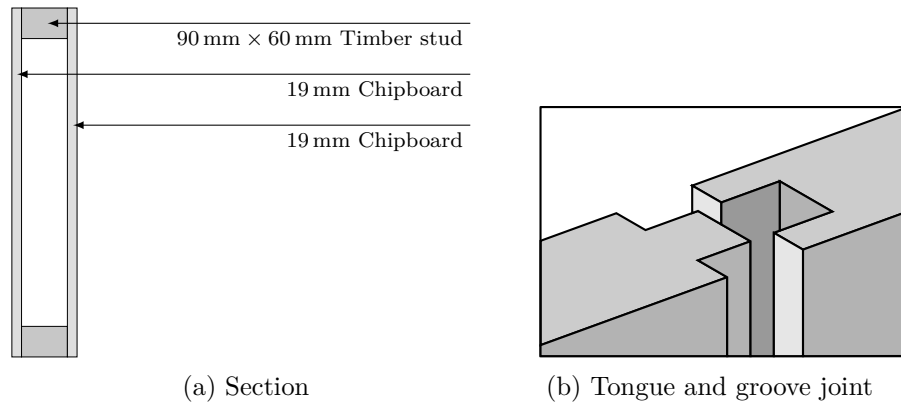 90 mm × 60 mm Timber stud
19 mm Chipboard
19 mm Chipboard
(a) Section
(b) Tongue and groove joint